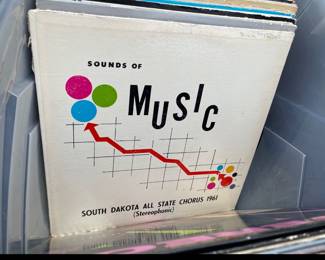 SOUNDS OF
MUSIC
SOUTH DAKOTA ALL STATE CHORUS 1961
(Stereophonic)